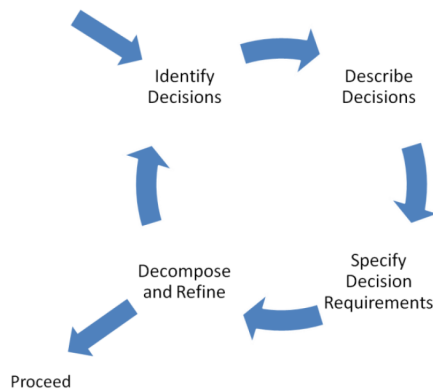 Identify
Decisions
Describe
Decisions
Specify
Decision
Requirements
Decompose
and Refine
Proceed